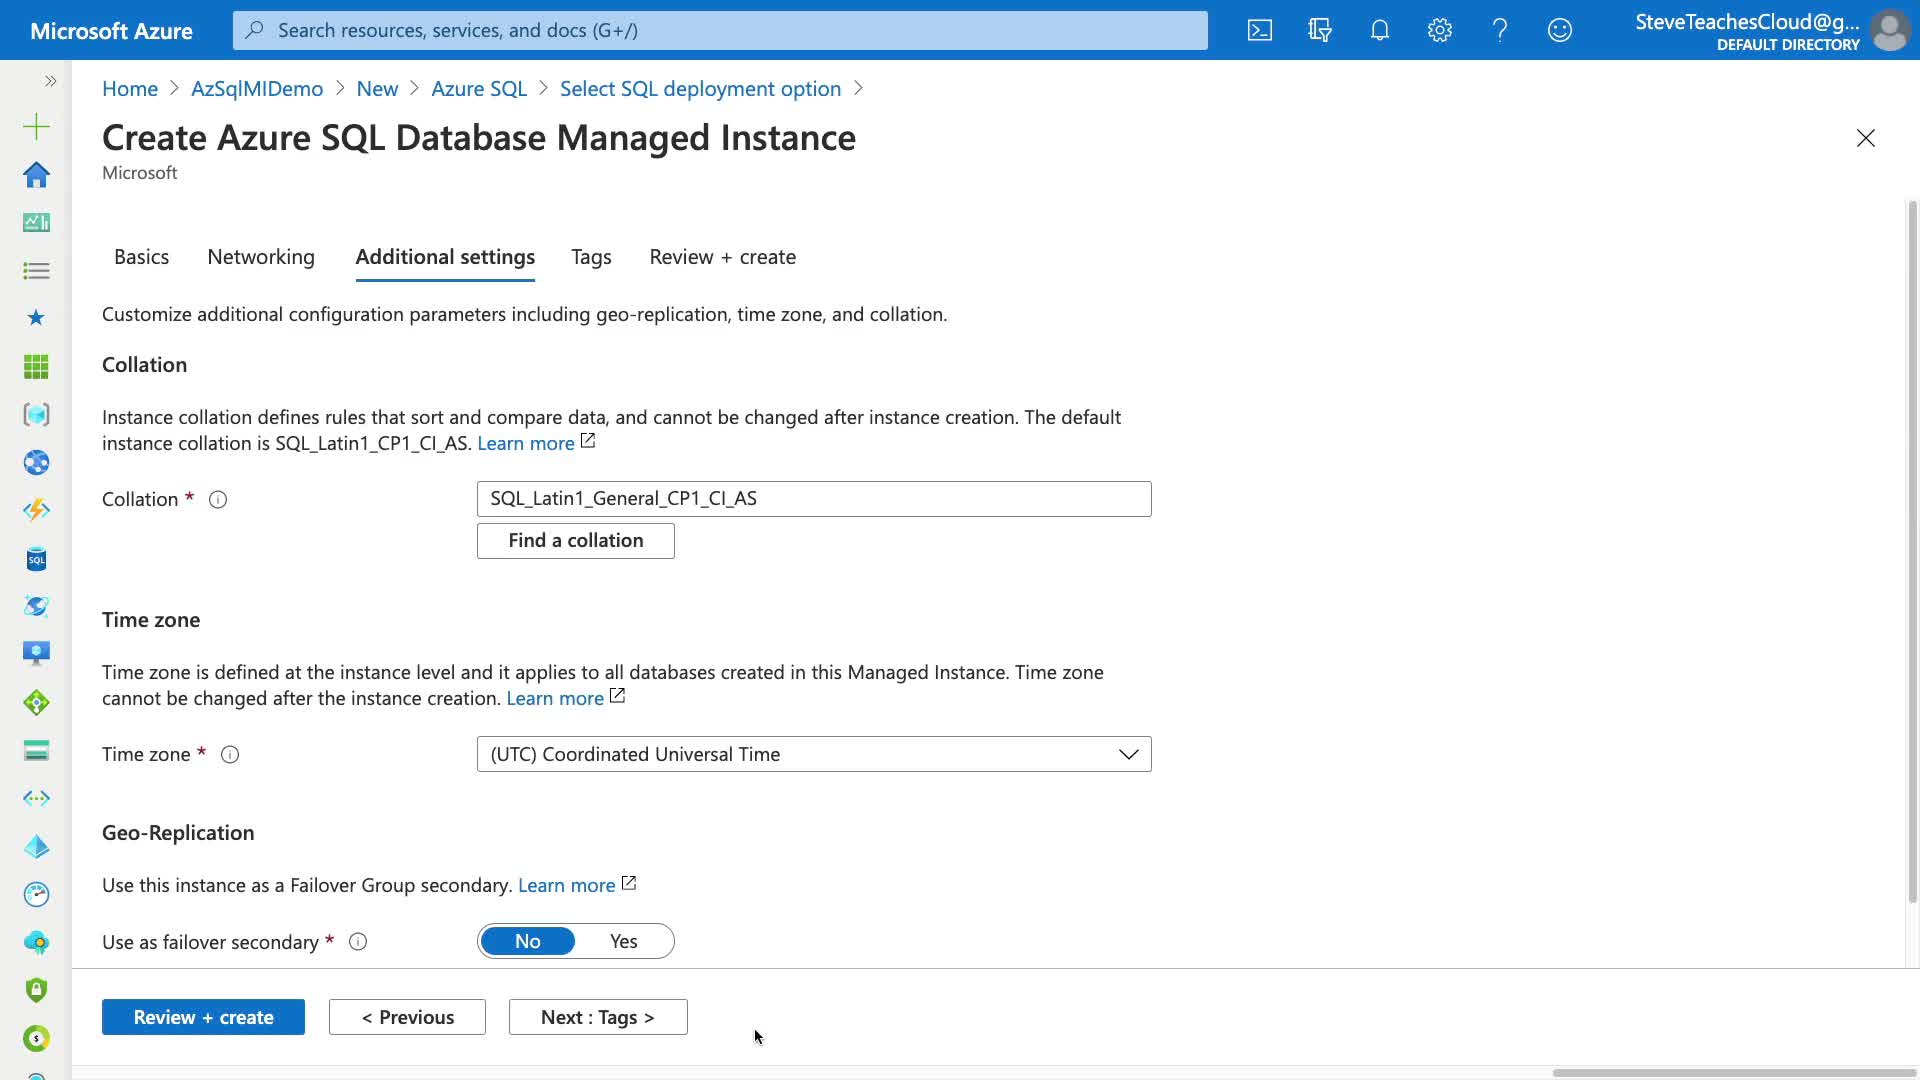 Microsoft Azure
Search resources, services, and docs (G+/)
SteveTeachesCloud@g...
DEFAULT DIRECTORY
Home > AzSqlMIDemo > New > Azure SQL > Select SQL deployment option >
Create Azure SQL Database Managed Instance
Microsoft
Basics Networking Additional settings Tags Review + create
Customize additional configuration parameters including geo-replication, time zone, and collation.
Collation
Instance collation defines rules that sort and compare data, and cannot be changed after instance creation. The default
instance collation is SQL_Latin1_CP1_CI_AS. Learn more
Collation * SQL_Latin1_General_CP1_CI_AS
Find a collation
Time zone
Time zone is defined at the instance level and it applies to all databases created in this Managed Instance. Time zone
cannot be changed after the instance creation. Learn more
Time zone * (UTC) Coordinated Universal Time
Geo-Replication
Use this instance as a Failover Group secondary. Learn more
Use as failover secondary * No Yes
Review + create < Previous Next : Tags >
SQL